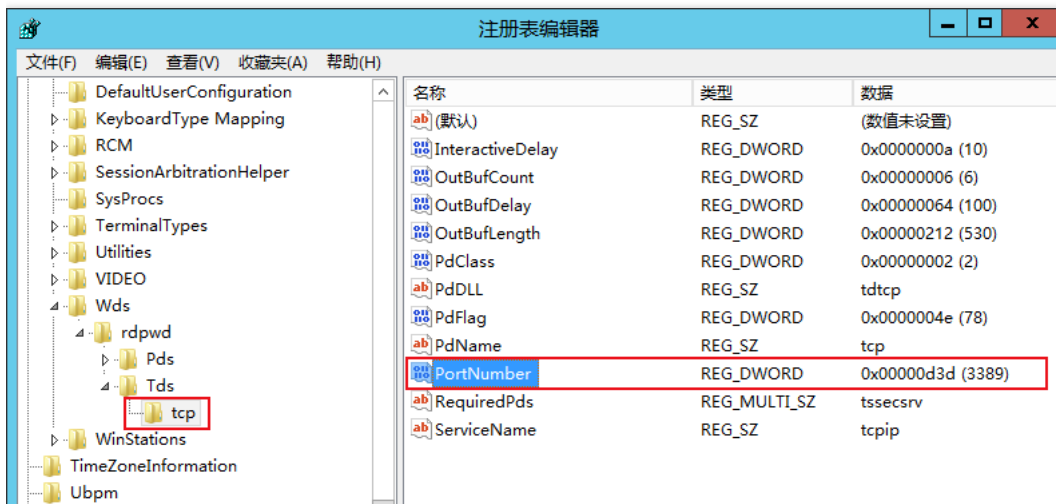 注册表编辑器
文件(F) 编辑(E) 查看(V) 收藏夹(A) 帮助(H)
DefaultUserConfiguration
KeyboardType Mapping
RCM
SessionArbitrationHelper
SysProcs
TerminalTypes
Utilities
VIDEO
Wds
rdpwd
Pds
Tds
tcp
WinStations
TimeZoneInformation
Ubpm
名称 类型 数据
(默认) REG_SZ (数值未设置)
InteractiveDelay REG_DWORD 0x0000000a (10)
OutBufCount REG_DWORD 0x00000006 (6)
OutBufDelay REG_DWORD 0x00000064 (100)
OutBufLength REG_DWORD 0x00000212 (530)
PdClass REG_DWORD 0x00000002 (2)
PdDLL REG_SZ tdtcp
PdFlag REG_DWORD 0x0000004e (78)
PdName REG_SZ tcp
PortNumber REG_DWORD 0x00000d3d (3389)
RequiredPds REG_MULTI_SZ tssecsrv
ServiceName REG_SZ tcpip